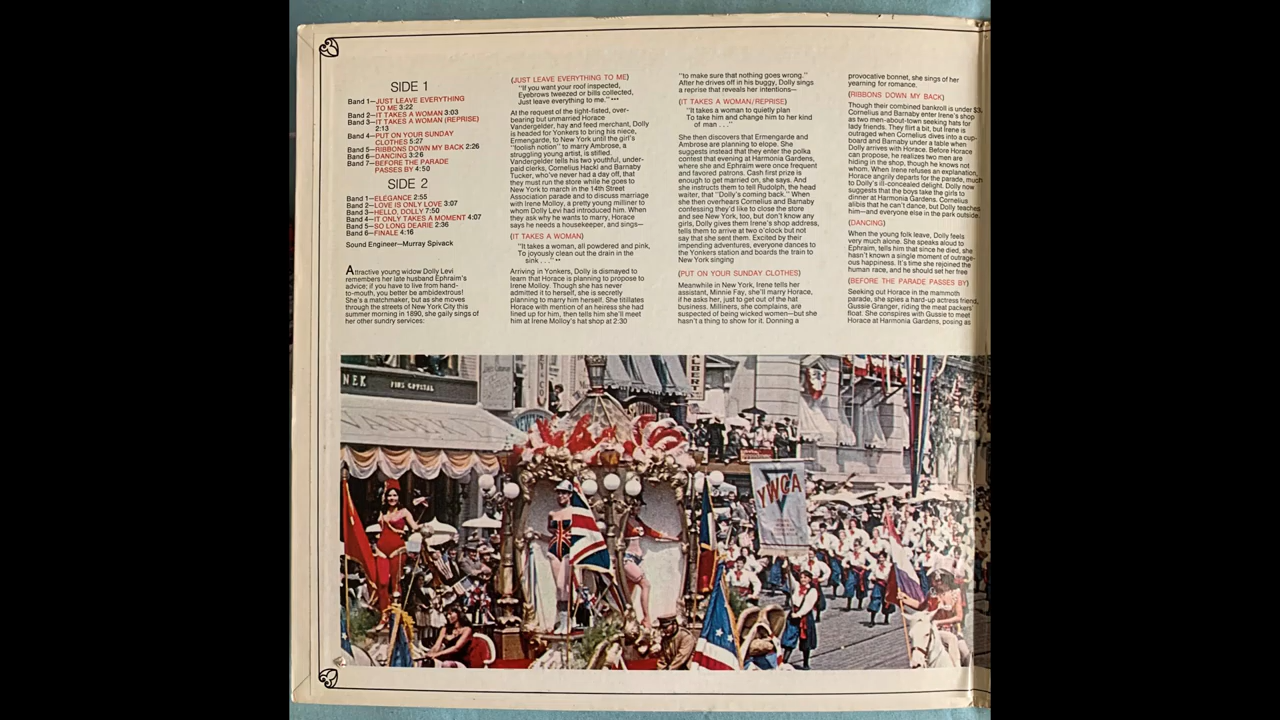 SIDE 1
Band 1—JUST LEAVE EVERYTHING
TO ME 3:22
Band 2—IT TAKES A WOMAN 3:03
Band 3—IT TAKES A WOMAN (REPRISE)
2:13
Band 4—PUT ON YOUR SUNDAY
CLOTHES 5:27
Band 5—RIBBONS DOWN MY BACK 2:26
Band 6—DANCING 3:26
Band 7—BEFORE THE PARADE
PASSES BY 4:50
SIDE 2
Band 1—ELEGANCE 2:55
Band 2—LOVE IS ONLY LOVE 3:07
Band 3—HELLO, DOLLY 7:50
Band 4—IT ONLY TAKES A MOMENT 4:07
Band 5—SO LONG DEARIE 2:36
Band 6—FINALE 4:16
Sound Engineer—Murray Spivack
Attractive young widow Dolly Levi
remembers her late husband Ephraim's
advice; if you have to live from hand-
to-mouth, you better be ambidextrous!
She's a matchmaker, but as she moves
through the streets of New York City this
summer morning in 1890, she gaily sings of
her other sundry services:
(JUST LEAVE EVERYTHING TO ME)
"If you want your roof inspected,
Eyebrows tweezed or bills collected,
Just leave everything to me." ***
At the request of the tight-fisted, over-
bearing but unmarried Horace
Vandergelder, hay and feed merchant, Dolly
is headed for Yonkers to bring his niece,
Ermengarde, to New York until the girl's
"foolish notion" to marry Ambrose, a
struggling young artist, is stifled.
Vandergelder tells his two youthful, under-
paid clerks, Cornelius Hackl and Barnaby
Tucker, who've never had a day off, that
they must run the store while he goes to
New York to march in the 14th Street
Association parade and to discuss marriage
with Irene Molloy, a pretty young milliner to
whom Dolly Levi had introduced him. When
they ask why he wants to marry, Horace
says he needs a housekeeper, and sings—
(IT TAKES A WOMAN)
"It takes a woman, all powdered and pink,
To joyously clean out the drain in the
sink . . ." **
Arriving in Yonkers, Dolly is dismayed to
learn that Horace is planning to propose to
Irene Molloy. Though she has never
admitted it to herself, she is secretly
planning to marry him herself. She titillates
Horace with mention of an heiress she had
lined up for him, then tells him she'll meet
him at Irene Molloy's hat shop at 2:30
"to make sure that nothing goes wrong."
After he drives off in his buggy, Dolly sings
a reprise that reveals her intentions—
(IT TAKES A WOMAN/REPRISE)
"It takes a woman to quietly plan
To take him and change him to her kind
of man . . ."
She then discovers that Ermengarde and
Ambrose are planning to elope. She
suggests instead that they enter the polka
contest that evening at Harmonia Gardens,
where she and Ephraim were once frequent
and favored patrons. Cash first prize is
enough to get married on, she says. And
she instructs them to tell Rudolph, the head
waiter, that "Dolly's coming back." When
she then overhears Cornelius and Barnaby
confessing they'd like to close the store
and see New York, too, but don't know any
girls, Dolly gives them Irene's shop address,
tells them to arrive at two o'clock but not
say that she sent them. Excited by their
impending adventures, everyone dances to
the Yonkers station and boards the train to
New York singing
(PUT ON YOUR SUNDAY CLOTHES)
Meanwhile in New York, Irene tells her
assistant, Minnie Fay, she'll marry Horace,
if he asks her, just to get out of the hat
business. Milliners, she complains, are
suspected of being wicked women—but she
hasn't a thing to show for it. Donning a
provocative bonnet, she sings of her
yearning for romance.
(RIBBONS DOWN MY BACK)
Though their combined bankroll is under $3,
Cornelius and Barnaby enter Irene's shop
as two men-about-town seeking hats for
lady friends. They flirt a bit, but Irene is
outraged when Cornelius dives into a cup-
board and Barnaby under a table when
Dolly arrives with Horace. Before Horace
can propose, he realizes two men are
hiding in the shop, though he knows not
whom. When Irene refuses an explanation,
Horace angrily departs for the parade, much
to Dolly's ill-concealed delight. Dolly now
suggests that the boys take the girls to
dinner at Harmonia Gardens. Cornelius
alibis that he can't dance, but Dolly teaches
him—and everyone else in the park outside.
(DANCING)
When the young folk leave, Dolly feels
very much alone. She speaks aloud to
Ephraim, tells him that since he died, she
hasn't known a single moment of outrage-
ous happiness. It's time she rejoined the
human race, and he should set her free
(BEFORE THE PARADE PASSES BY)
Seeking out Horace in the mammoth
parade, she spies a hard-up actress friend,
Gussie Granger, riding the meat packers'
float. She conspires with Gussie to meet
Horace at Harmonia Gardens, posing as
YWCA